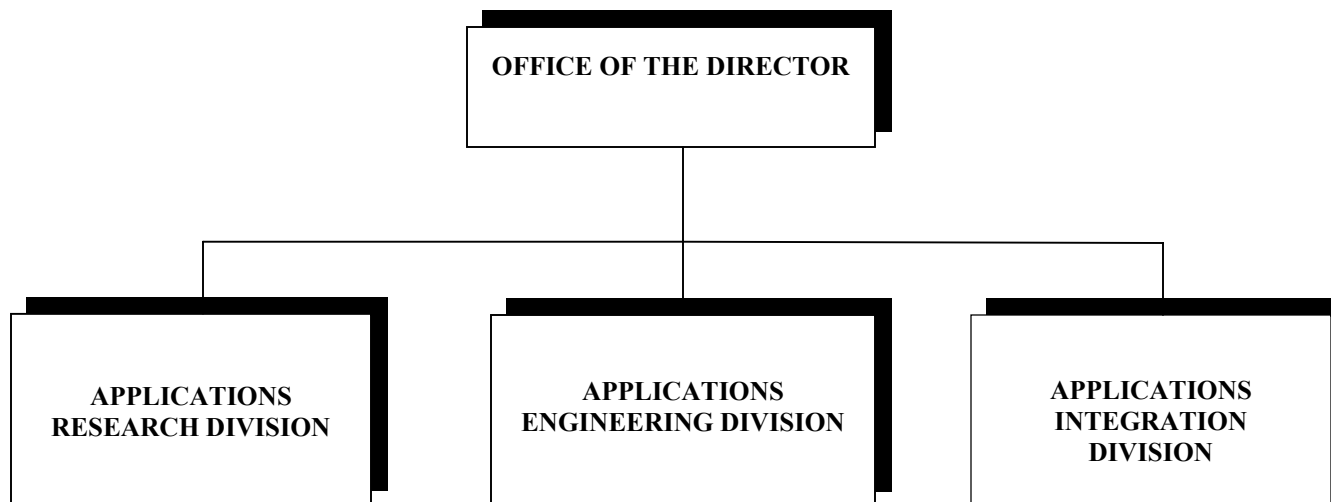 OFFICE OF THE DIRECTOR
APPLICATIONS
RESEARCH DIVISION
APPLICATIONS
ENGINEERING DIVISION
APPLICATIONS
INTEGRATION
DIVISION